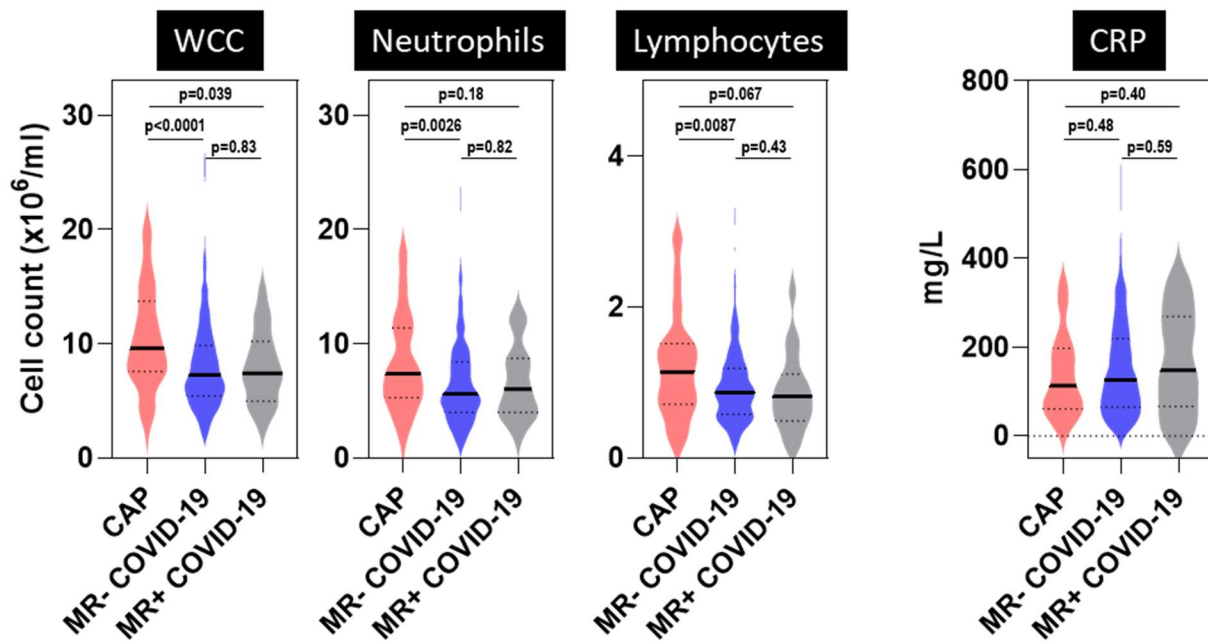 WCC
Neutrophils
Lymphocytes
CRP
Cell count (x10⁶/ml)
30
20
10
0
p=0.039
p<0.0001
p=0.83
CAP
MR- COVID-19
MR+ COVID-19
30
20
10
0
p=0.18
p=0.0026
p=0.82
CAP
MR- COVID-19
MR+ COVID-19
4
2
0
p=0.067
p=0.0087
p=0.43
CAP
MR- COVID-19
MR+ COVID-19
mg/L
800
600
400
200
0
p=0.40
p=0.48
p=0.59
CAP
MR- COVID-19
MR+ COVID-19